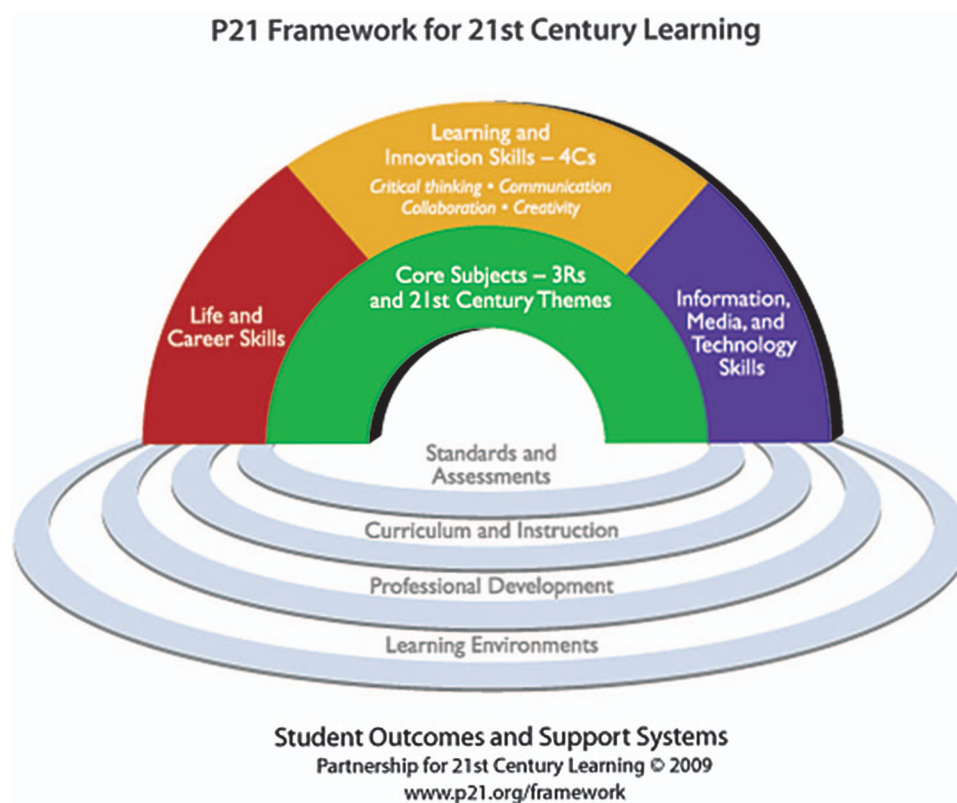 P21 Framework for 21st Century Learning
Learning and
Innovation Skills – 4Cs
Critical thinking • Communication
Collaboration • Creativity
Core Subjects – 3Rs
and 21st Century Themes
Life and
Career Skills
Information,
Media, and
Technology
Skills
Standards and
Assessments
Curriculum and Instruction
Professional Development
Learning Environments
Student Outcomes and Support Systems
Partnership for 21st Century Learning © 2009
www.p21.org/framework